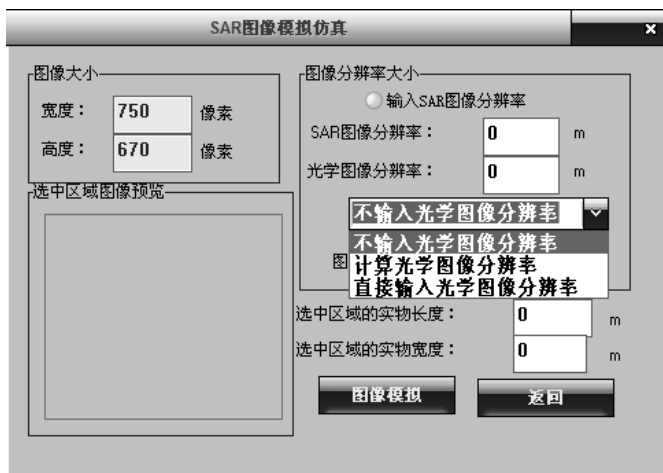 SAR图像模拟仿真
x
图像大小
宽度： 750 像素
高度： 670 像素
图像分辨率大小
输入SAR图像分辨率
SAR图像分辨率： 0 m
光学图像分辨率： 0 m
不输入光学图像分辨率
不输入光学图像分辨率
计算光学图像分辨率
直接输入光学图像分辨率
图
选中区域图像预览
选中区域的实物长度： 0 m
选中区域的实物宽度： 0 m
图像模拟
返回